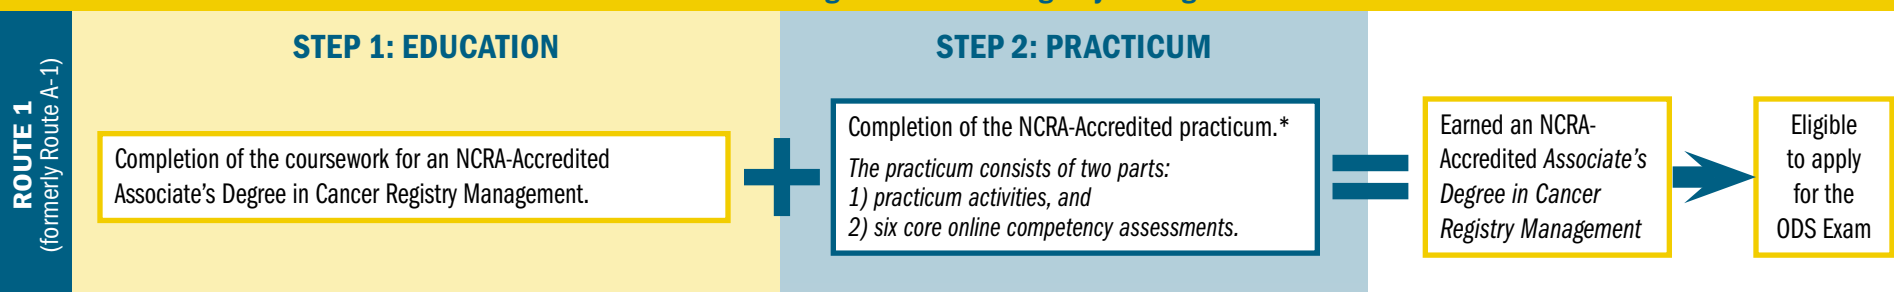 ROUTE 1
(formerly Route A-1)
STEP 1: EDUCATION
Completion of the coursework for an NCRA-Accredited
Associate's Degree in Cancer Registry Management.
STEP 2: PRACTICUM
Completion of the NCRA-Accredited practicum.*
The practicum consists of two parts:
1) practicum activities, and
2) six core online competency assessments.
Earned an NCRA-
Accredited Associate's
Degree in Cancer
Registry Management
Eligible
to apply
for the
ODS Exam